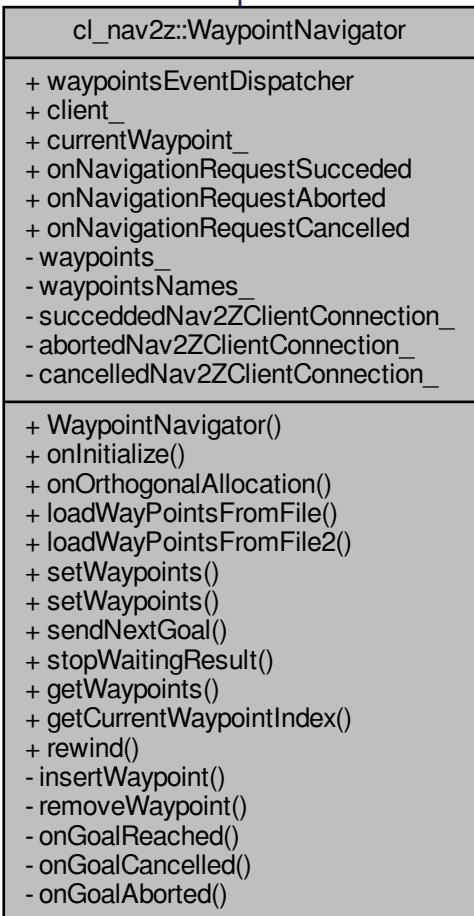 cl_nav2z::WaypointNavigator
+ waypointsEventDispatcher
+ client_
+ currentWaypoint_
+ onNavigationRequestSucceded
+ onNavigationRequestAborted
+ onNavigationRequestCancelled
- waypoints_
- waypointsNames_
- succeddedNav2ZClientConnection_
- abortedNav2ZClientConnection_
- cancelledNav2ZClientConnection_
+ WaypointNavigator()
+ onInitialize()
+ onOrthogonalAllocation()
+ loadWayPointsFromFile()
+ loadWayPointsFromFile2()
+ setWaypoints()
+ setWaypoints()
+ sendNextGoal()
+ stopWaitingResult()
+ getWaypoints()
+ getCurrentWaypointIndex()
+ rewind()
- insertWaypoint()
- removeWaypoint()
- onGoalReached()
- onGoalCancelled()
- onGoalAborted()